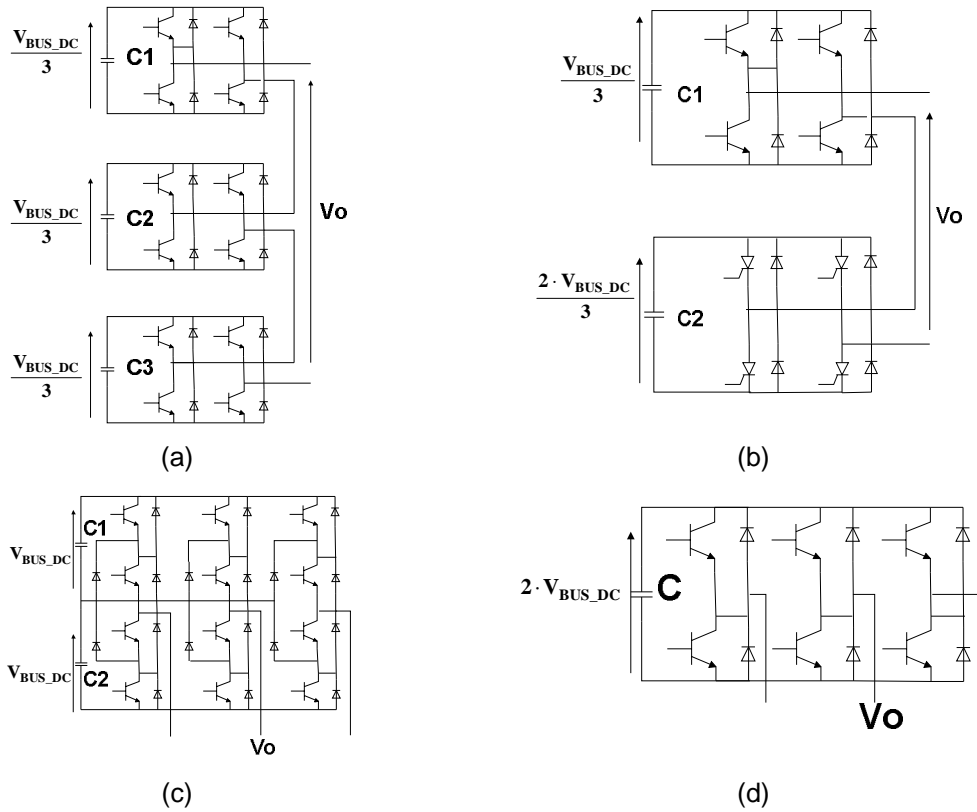 V_BUS_DC
3
C1
V_BUS_DC
3
C2
Vo
V_BUS_DC
3
C3
(a)
V_BUS_DC
3
C1
Vo
2 · V_BUS_DC
3
C2
(b)
C1
V_BUS_DC
V_BUS_DC
C2
Vo
(c)
2 · V_BUS_DC
C
Vo
(d)